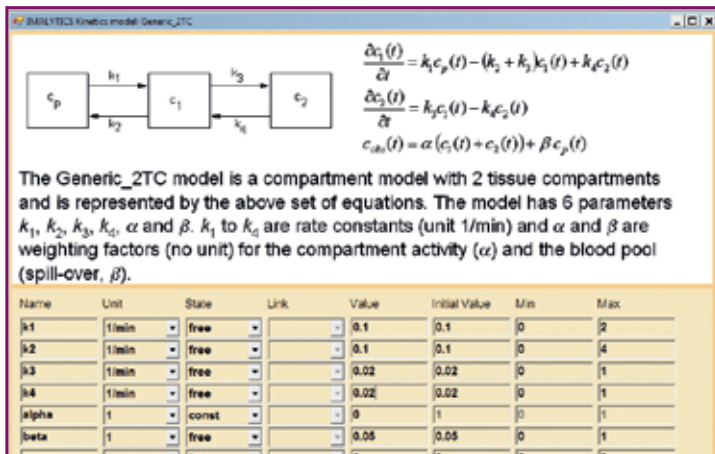 IMALYTICS Kinetics model: Generic_2TC
k₁ k₃
cₚ c₁ c₂
k₂ k₄
∂c₁(t)/∂t = k₁cₚ(t) − (k₂ + k₃)c₁(t) + k₄c₂(t)
∂c₂(t)/∂t = k₃c₁(t) − k₄c₂(t)
c_obs(t) = α(c₁(t) + c₂(t)) + βcₚ(t)
The Generic_2TC model is a compartment model with 2 tissue compartments
and is represented by the above set of equations. The model has 6 parameters
k₁, k₂, k₃, k₄, α and β. k₁ to k₄ are rate constants (unit 1/min) and α and β are
weighting factors (no unit) for the compartment activity (α) and the blood pool
(spill-over, β).
Name Unit State Link Value Initial Value Min Max
k1 1/min free 0.1 0.1 0 2
k2 1/min free 0.1 0.1 0 4
k3 1/min free 0.02 0.02 0 1
k4 1/min free 0.02 0.02 0 1
alpha 1 const 0 1 0 1
beta 1 free 0.05 0.05 0 1